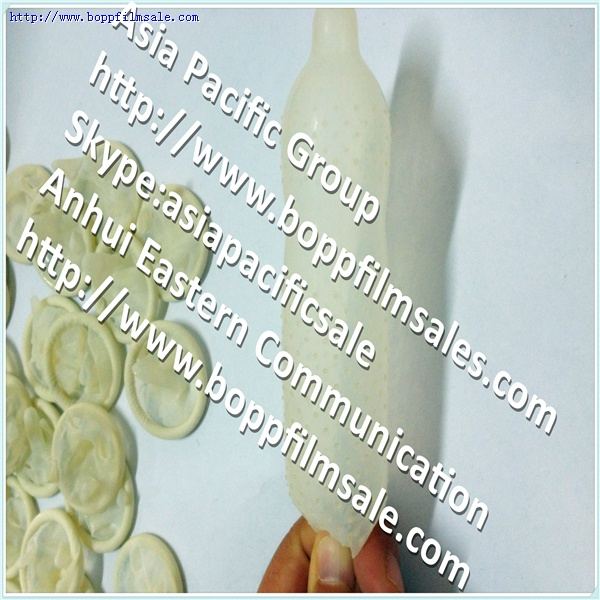 http://www.boppfilmsale.com
Asia Pacific Group
http://www.boppfilmsales.com
Skype:asiapacificsale
Anhui Eastern Communication
http://www.boppfilmsale.com